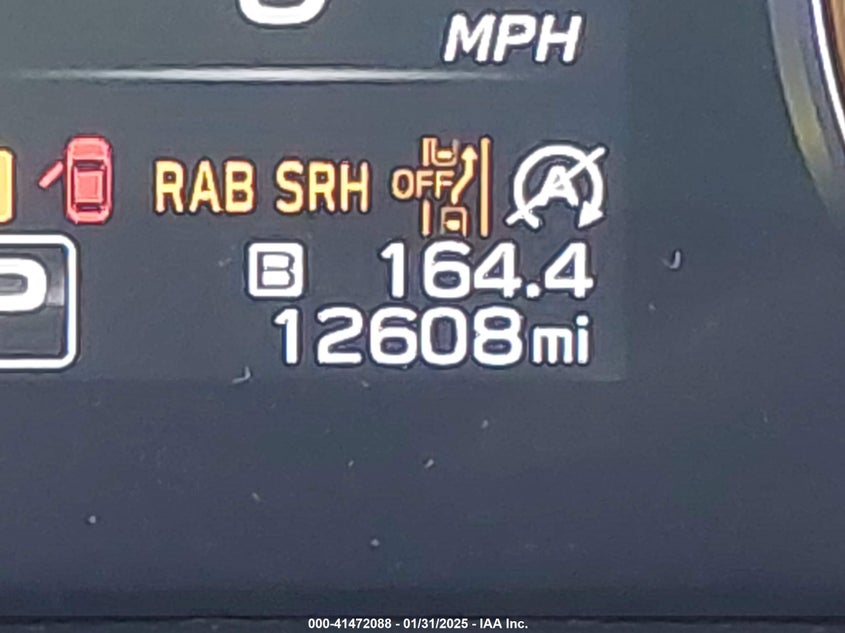 MPH
RAB SRH OFF A
B 164.4
12608mi
000-41472088 - 01/31/2025 - IAA Inc.